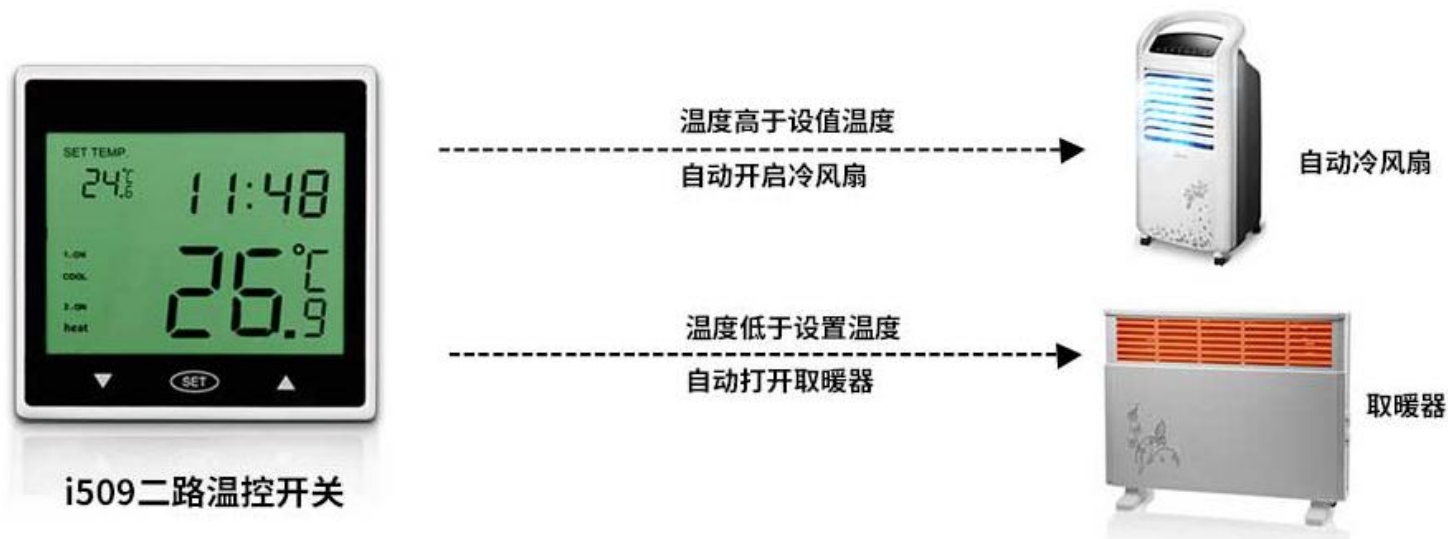 SET TEMP.
24.6℃
11:48
1.ON
COOL
26.9℃
2.ON
heat
SET
i509二路温控开关
温度高于设值温度
自动开启冷风扇
自动冷风扇
温度低于设置温度
自动打开取暖器
取暖器